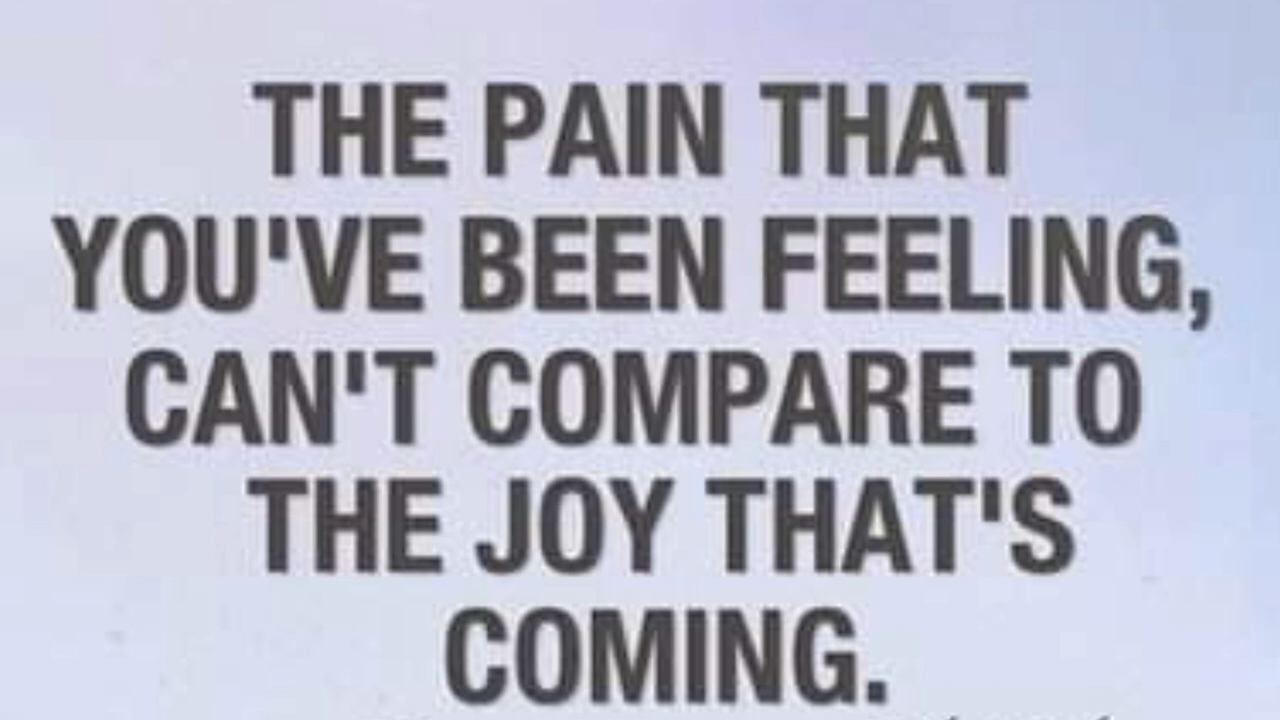 THE PAIN THAT
YOU'VE BEEN FEELING,
CAN'T COMPARE TO
THE JOY THAT'S
COMING.